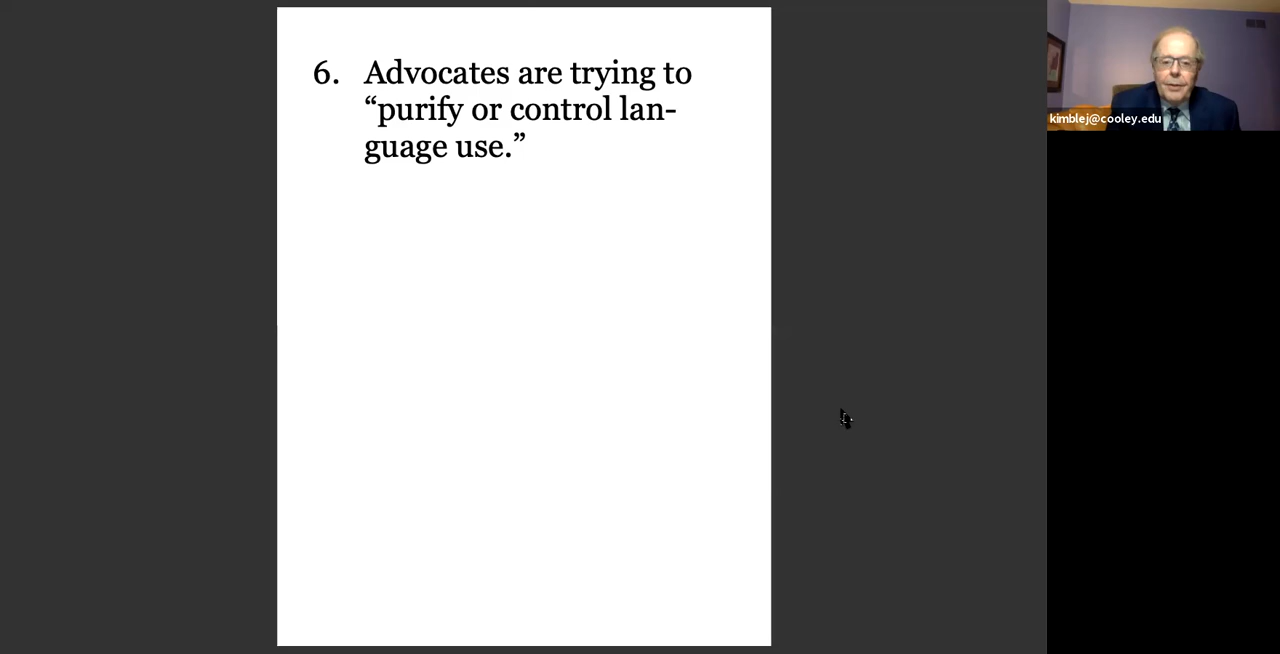 6. Advocates are trying to
“purify or control lan-
guage use.”
kimblej@cooley.edu